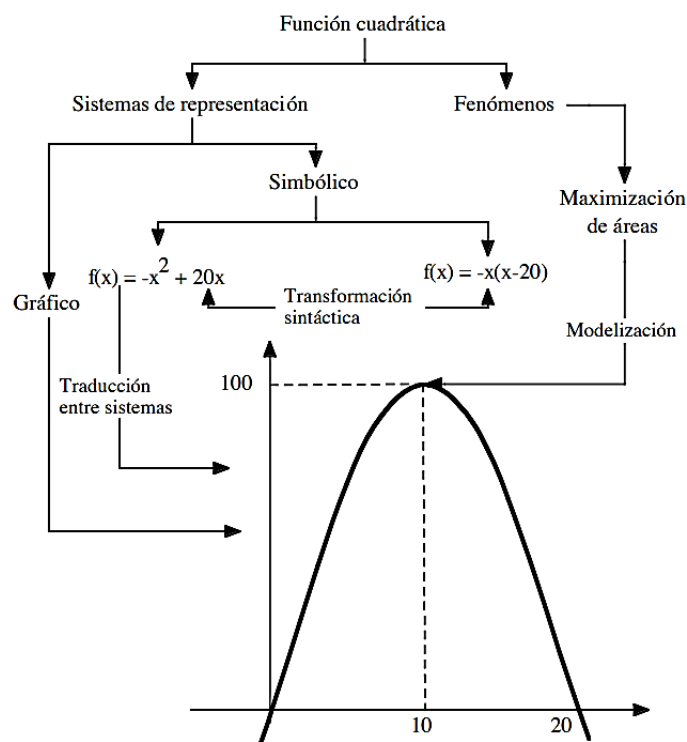 Función cuadrática
Sistemas de representación
Fenómenos
Simbólico
Maximización
de áreas
f(x) = -x² + 20x
f(x) = -x(x-20)
Gráfico
Transformación
sintáctica
Modelización
Traducción
entre sistemas
100
10
20